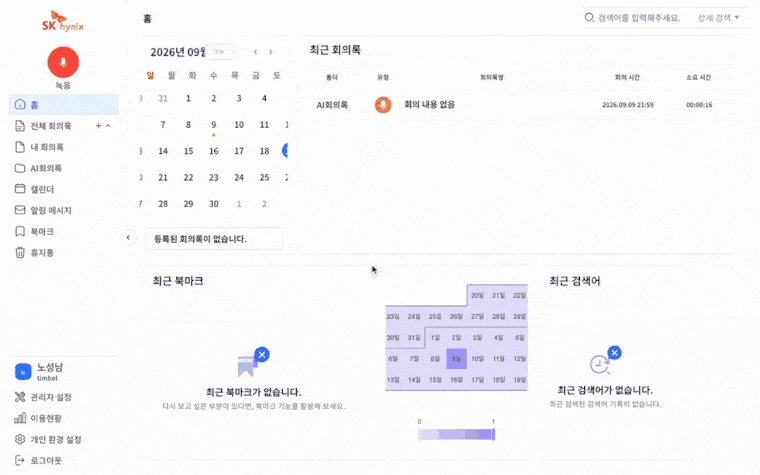 SK hynix
녹음
홈
전체 회의록
내 회의록
AI회의록
캘린더
알림 메시지
북마크
휴지통
노성남
timbel
관리자 설정
이용현황
개인 환경 설정
로그아웃
홈
검색어를 입력해주세요.
상세 검색
2026년 09월
일 월 화 수 목 금 토
31 1 2 3 4
7 8 9 10 11
14 15 16 17 18
21 22 23 24 25
28 29 30 1 2
등록된 회의록이 없습니다.
최근 회의록
폴더 유형 회의록명 회의 시간 소요 시간
AI회의록 회의 내용 없음 2026.09.09 21:59 00:00:16
최근 북마크
최근 북마크가 없습니다.
다시 보고 싶은 부분이 있다면, 북마크 기능을 활용해 보세요.
20일 21일 22일
23일 24일 25일 26일 27일 28일 29일
30일 31일 1일 2일 3일 4일 5일
6일 7일 8일 9일 10일 11일 12일
13일 14일 15일 16일 17일 18일 19일
0 1
최근 검색어
최근 검색어가 없습니다.
최근 검색한 검색어 기록이 없습니다.